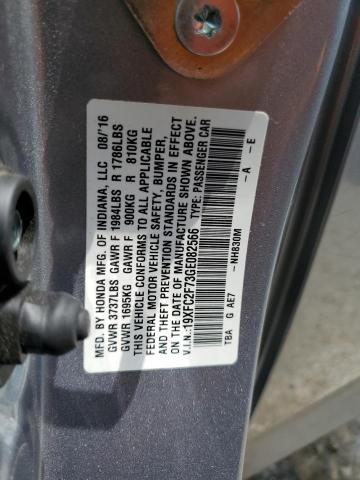 MFD. BY HONDA MFG. OF INDIANA, LLC 08/'16
GVWR 3737LBS GAWR F 1984LBS R 1786LBS
GVWR 1695KG GAWR F 900KG R 810KG
THIS VEHICLE CONFORMS TO ALL APPLICABLE
FEDERAL MOTOR VEHICLE SAFETY, BUMPER,
AND THEFT PREVENTION STANDARDS IN EFFECT
ON THE DATE OF MANUFACTURE SHOWN ABOVE.
V.I.N.:19XFC2F73GE082566 TYPE: PASSENGER CAR
NH830M - A - E
TBA G AE7